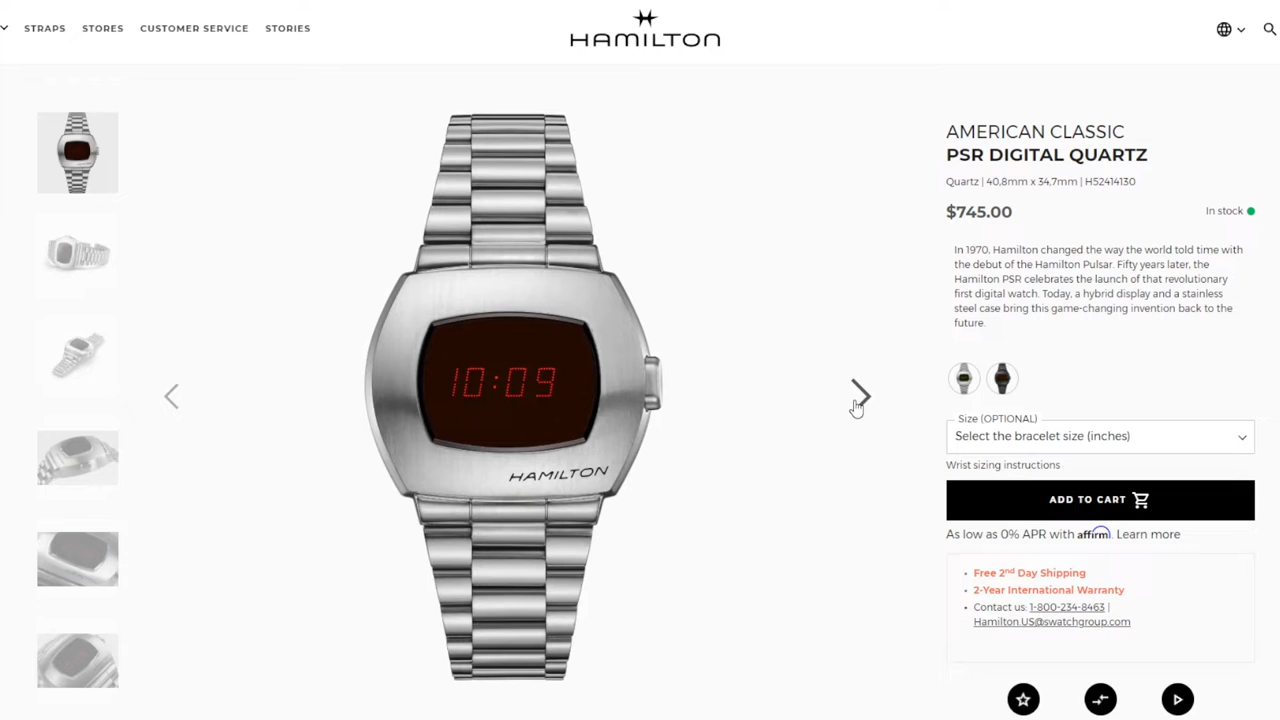 STRAPS STORES CUSTOMER SERVICE STORIES
HAMILTON
AMERICAN CLASSIC
PSR DIGITAL QUARTZ
Quartz | 40,8mm x 34,7mm | H52414130
$745.00 In stock
In 1970, Hamilton changed the way the world told time with
the debut of the Hamilton Pulsar. Fifty years later, the
Hamilton PSR celebrates the launch of that revolutionary
first digital watch. Today, a hybrid display and a stainless
steel case bring this game-changing invention back to the
future.
10:09
HAMILTON
Size (OPTIONAL)
Select the bracelet size (inches)
Wrist sizing instructions
ADD TO CART
As low as 0% APR with affirm. Learn more
• Free 2nd Day Shipping
• 2-Year International Warranty
• Contact us: 1-800-234-8463 |
Hamilton.US@swatchgroup.com